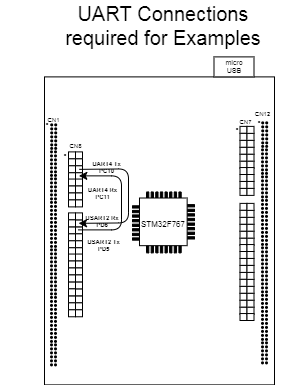 UART Connections
required for Examples
micro
USB
CN1
CN12
CN8
CN7
UART4 Tx
PC10
UART4 Rx
PC11
STM32F767
USART2 Rx
PD6
USART2 Tx
PD5